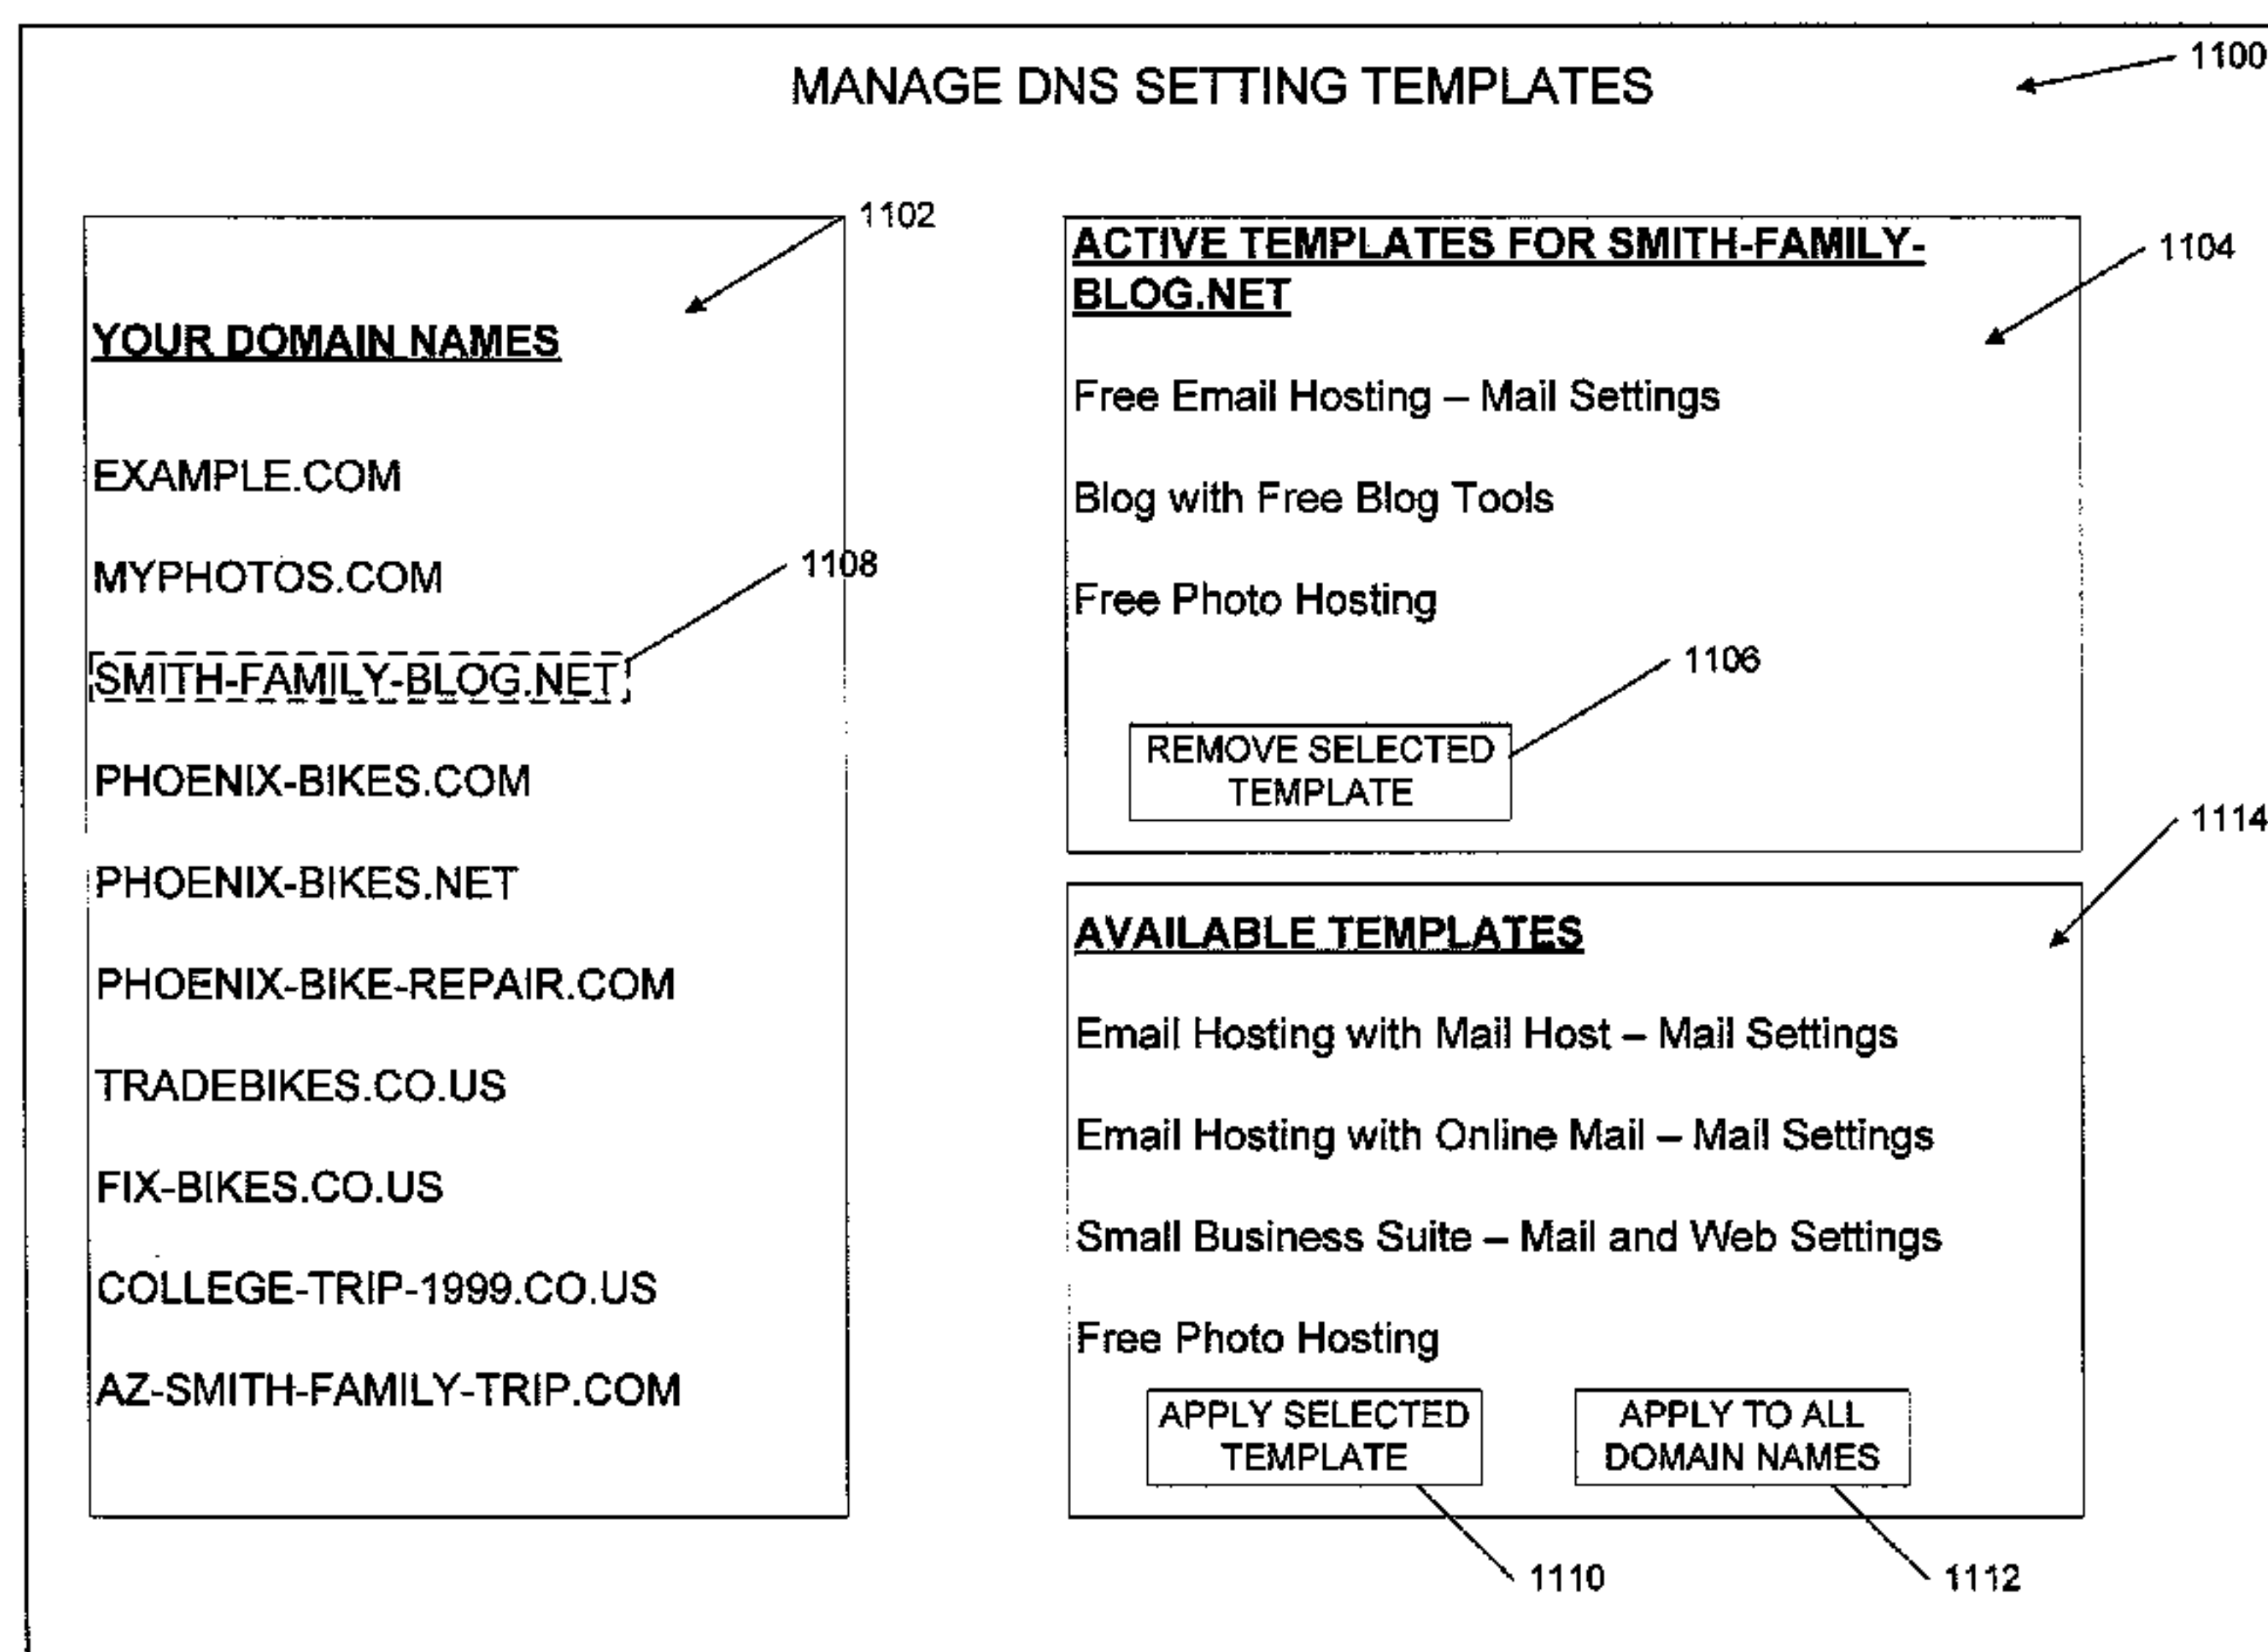 1100
MANAGE DNS SETTING TEMPLATES
1102
YOUR DOMAIN NAMES
EXAMPLE.COM
MYPHOTOS.COM
1108
SMITH-FAMILY-BLOG.NET
PHOENIX-BIKES.COM
PHOENIX-BIKES.NET
PHOENIX-BIKE-REPAIR.COM
TRADEBIKES.CO.US
FIX-BIKES.CO.US
COLLEGE-TRIP-1999.CO.US
AZ-SMITH-FAMILY-TRIP.COM
ACTIVE TEMPLATES FOR SMITH-FAMILY-
BLOG.NET
1104
Free Email Hosting – Mail Settings
Blog with Free Blog Tools
Free Photo Hosting
1106
REMOVE SELECTED
TEMPLATE
1114
AVAILABLE TEMPLATES
Email Hosting with Mail Host – Mail Settings
Email Hosting with Online Mail – Mail Settings
Small Business Suite – Mail and Web Settings
Free Photo Hosting
APPLY SELECTED
TEMPLATE
APPLY TO ALL
DOMAIN NAMES
1110
1112